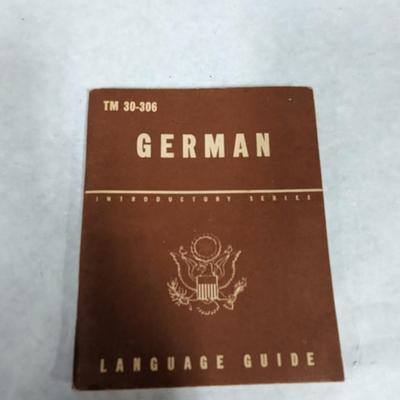 TM 30-306
GERMAN
INTRODUCTORY SERIES
LANGUAGE GUIDE